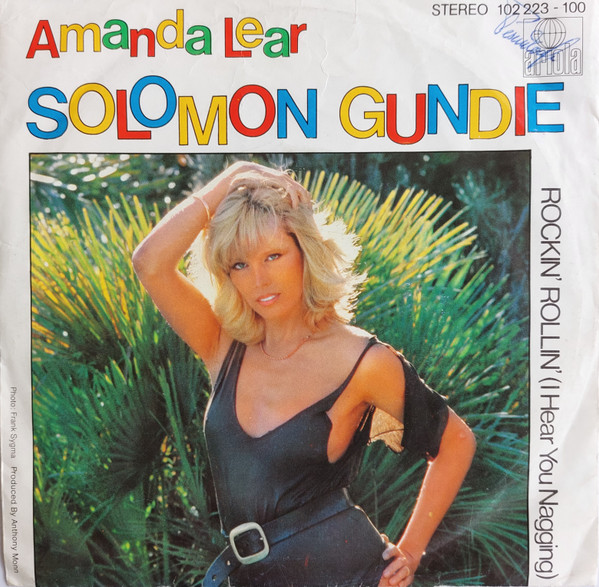 STEREO 102 223 - 100
ariola
Amanda Lear
SOLOMON GUNDIE
ROCKIN' ROLLIN' (I Hear You Nagging)
Photo: Frank Sygma Produced By Anthony Monn